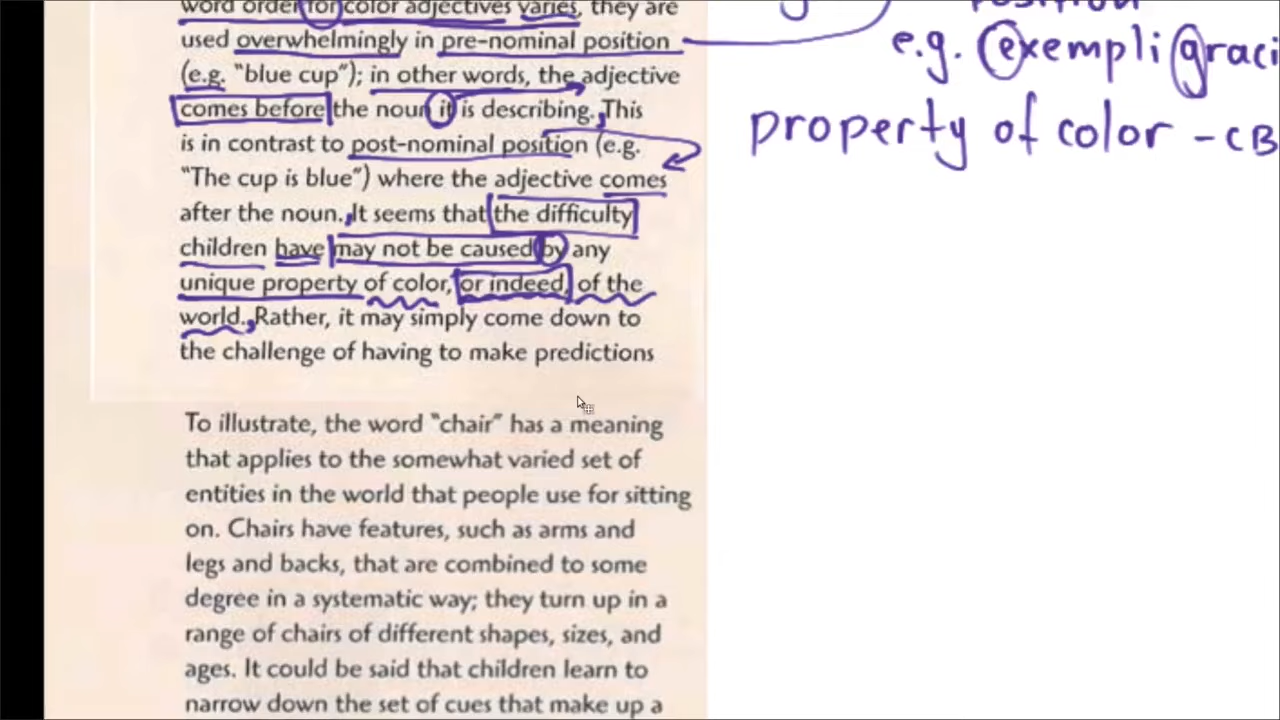 word order for color adjectives varies, they are
used overwhelmingly in pre-nominal position
(e.g. "blue cup"); in other words, the adjective
comes before the noun it is describing. This
is in contrast to post-nominal position (e.g.
"The cup is blue") where the adjective comes
after the noun. It seems that the difficulty
children have may not be caused by any
unique property of color, or indeed, of the
world. Rather, it may simply come down to
the challenge of having to make predictions
To illustrate, the word "chair" has a meaning
that applies to the somewhat varied set of
entities in the world that people use for sitting
on. Chairs have features, such as arms and
legs and backs, that are combined to some
degree in a systematic way; they turn up in a
range of chairs of different shapes, sizes, and
ages. It could be said that children learn to
narrow down the set of cues that make up a
e.g. exempli graci
property of color - CB